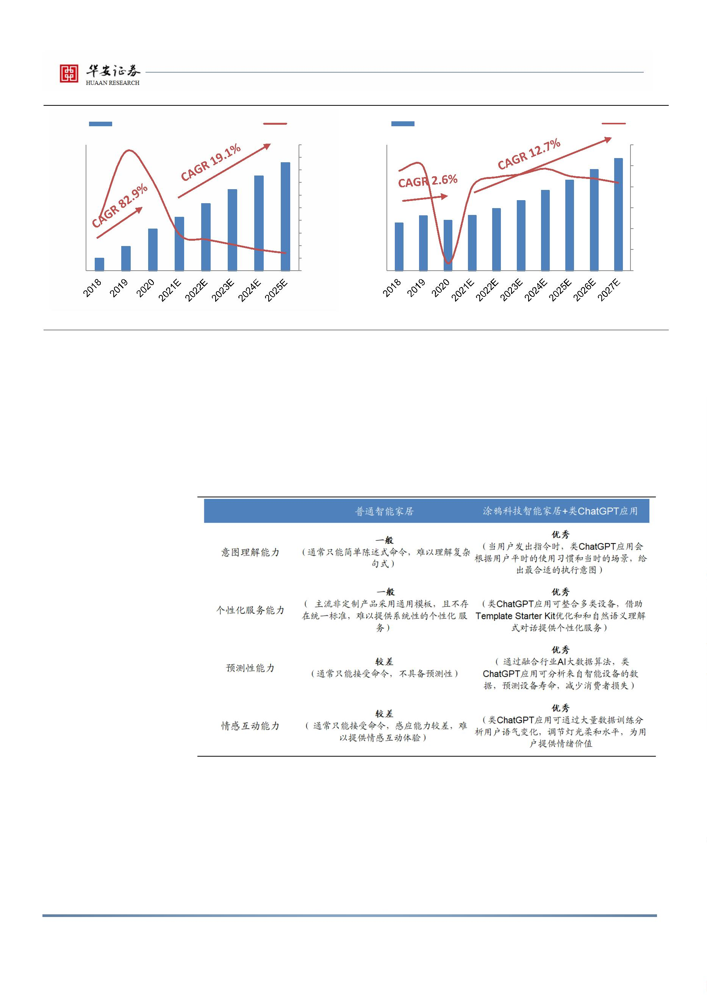 华安证券
HUAAN RESEARCH
CAGR 82.9%
CAGR 19.1%
2018
2019
2020
2021E
2022E
2023E
2024E
2025E
CAGR 2.6%
CAGR 12.7%
2018
2019
2020
2021E
2022E
2023E
2024E
2025E
2026E
2027E
普通智能家居
涂鸦科技智能家居+类ChatGPT应用
意图理解能力
一般
（通常只能简单陈述式命令，难以理解复杂
句式）
优秀
（当用户发出指令时，类ChatGPT应用会
根据用户平时的使用习惯和当时的场景，给
出最合适的执行意图）
个性化服务能力
一般
（ 主流非定制产品采用通用模板，且不存
在统一标准，难以提供系统性的个性化 服
务）
优秀
（类ChatGPT应用可整合多类设备，借助
Template Starter Kit优化和和自然语义理解
式对话提供个性化服务）
预测性能力
较差
（通常只能接受命令，不具备预测性）
优秀
（ 通过融合行业AI大数据算法，类
ChatGPT应用可分析来自智能设备的数
据，预测设备寿命，减少消费者损失）
情感互动能力
较差
（ 通常只能接受命令，感应能力较差，难
以提供情感互动体验）
优秀
（类ChatGPT应用可通过大量数据训练分
析用户语气变化，调节灯光柔和水平，为用
户提供情绪价值